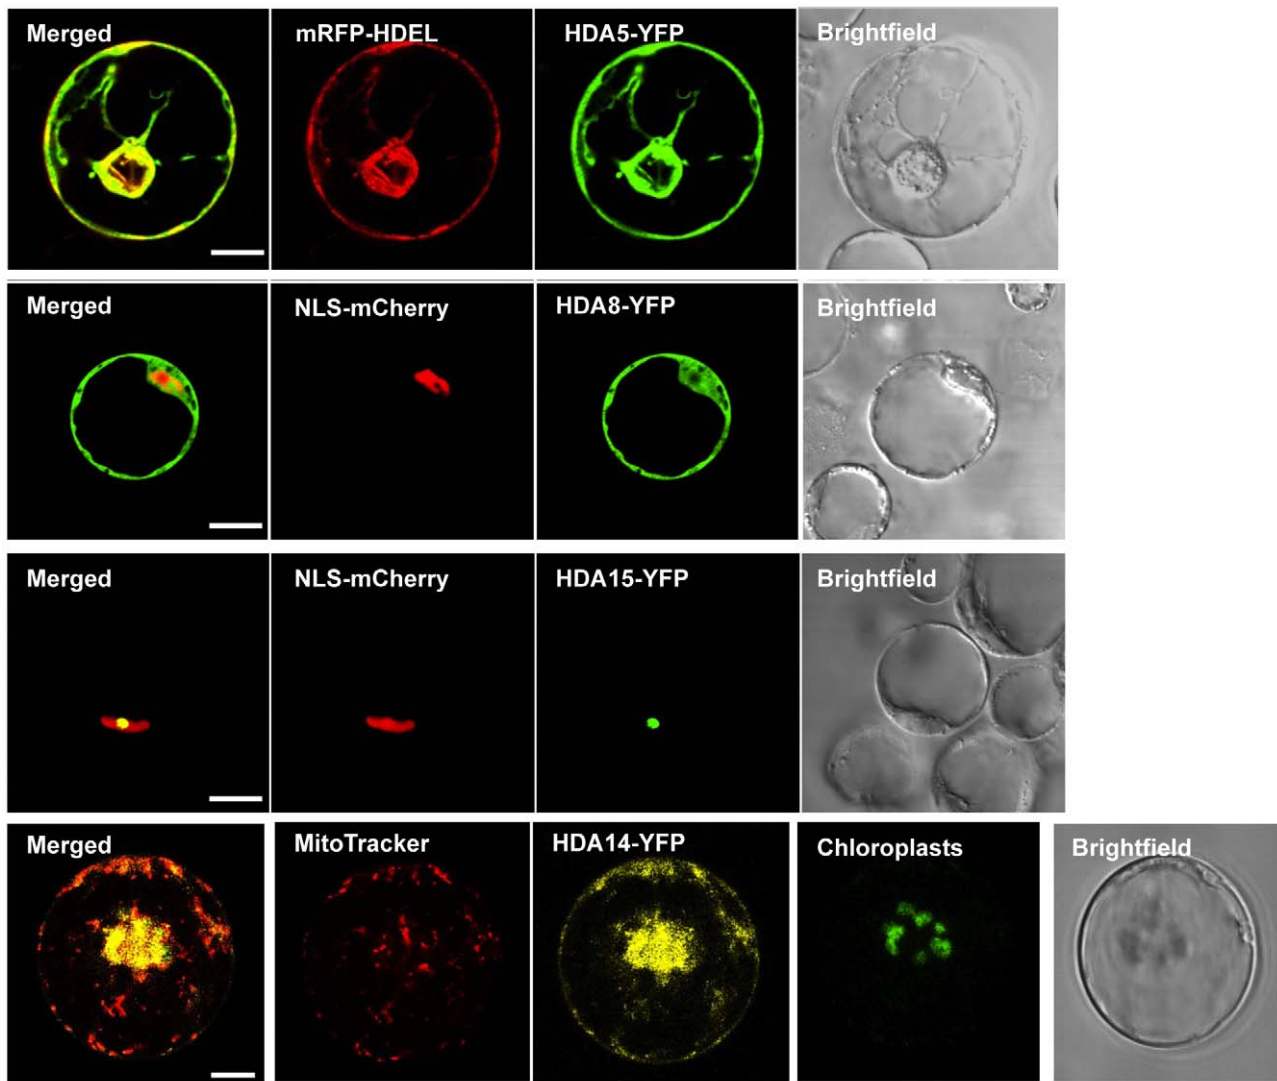 Merged mRFP-HDEL HDA5-YFP Brightfield
Merged NLS-mCherry HDA8-YFP Brightfield
Merged NLS-mCherry HDA15-YFP Brightfield
Merged MitoTracker HDA14-YFP Chloroplasts Brightfield